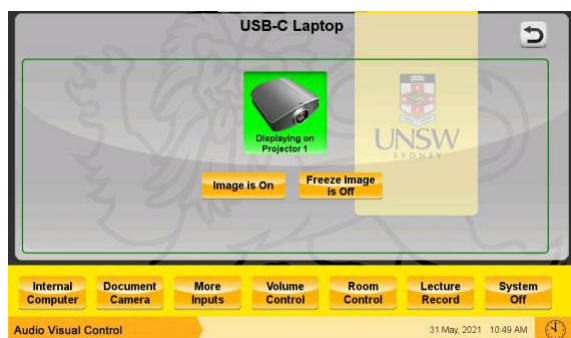 USB-C Laptop
Displaying on
Projector 1
UNSW
SYDNEY
Image is On
Freeze Image
is Off
Internal
Computer
Document
Camera
More
Inputs
Volume
Control
Room
Control
Lecture
Record
System
Off
Audio Visual Control
31 May, 2021 10:49 AM